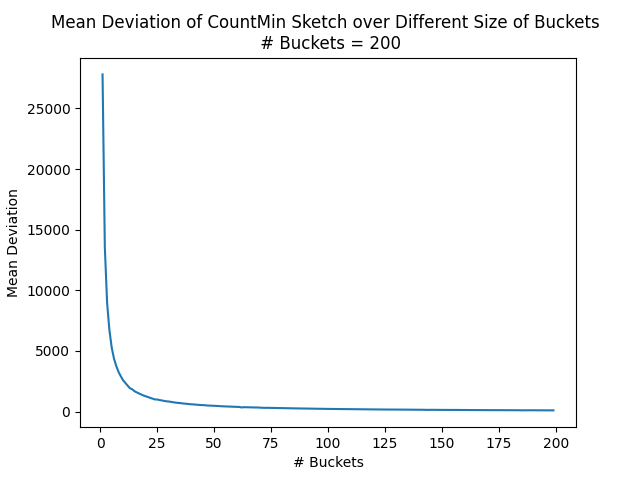 Mean Deviation of CountMin Sketch over Different Size of Buckets
# Buckets = 200
25000
20000
15000
10000
5000
0
Mean Deviation
0 25 50 75 100 125 150 175 200
# Buckets